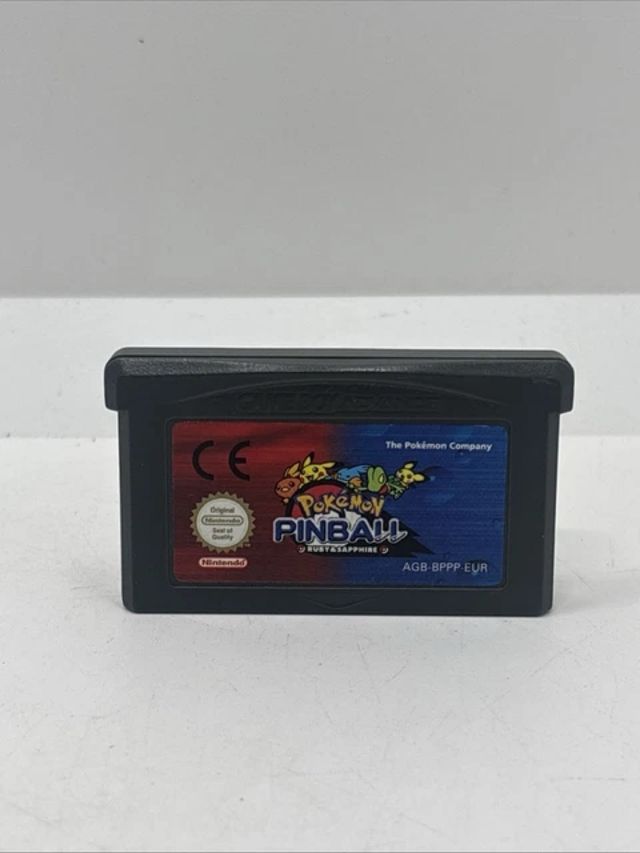 GAME BOY ADVANCE
CE
The Pokémon Company
Original
Nintendo
Seal of
Quality
POKéMON
PINBALL
RUBY & SAPPHIRE
Nintendo
AGB-BPPP-EUR